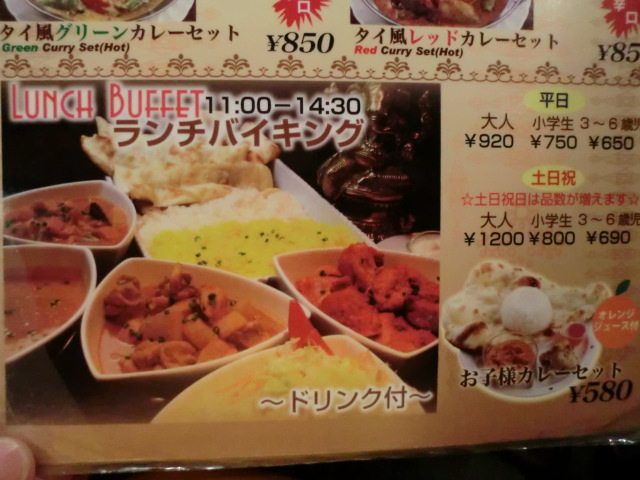 タイ風グリーンカレーセット
Green Curry Set(Hot)
¥850
辛口
タイ風レッドカレーセット
Red Curry Set(Hot)
¥85
LUNCH BUFFET 11:00-14:30
ランチバイキング
～ドリンク付～
平日
大人 小学生 3～6歳児
¥920 ¥750 ¥650
土日祝
☆土日祝日は品数が増えます☆
大人 小学生 3～6歳児
¥1200 ¥800 ¥690
オレンジ
ジュース付
お子様カレーセット
¥580